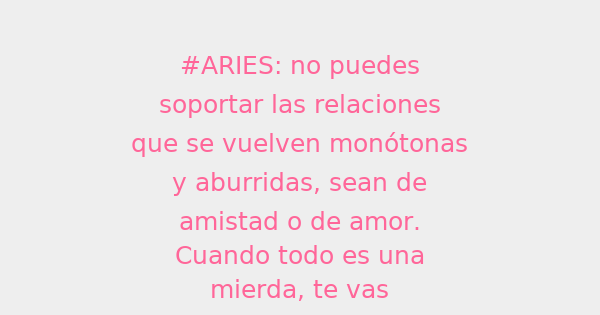 #ARIES: no puedes
soportar las relaciones
que se vuelven monótonas
y aburridas, sean de
amistad o de amor.
Cuando todo es una
mierda, te vas